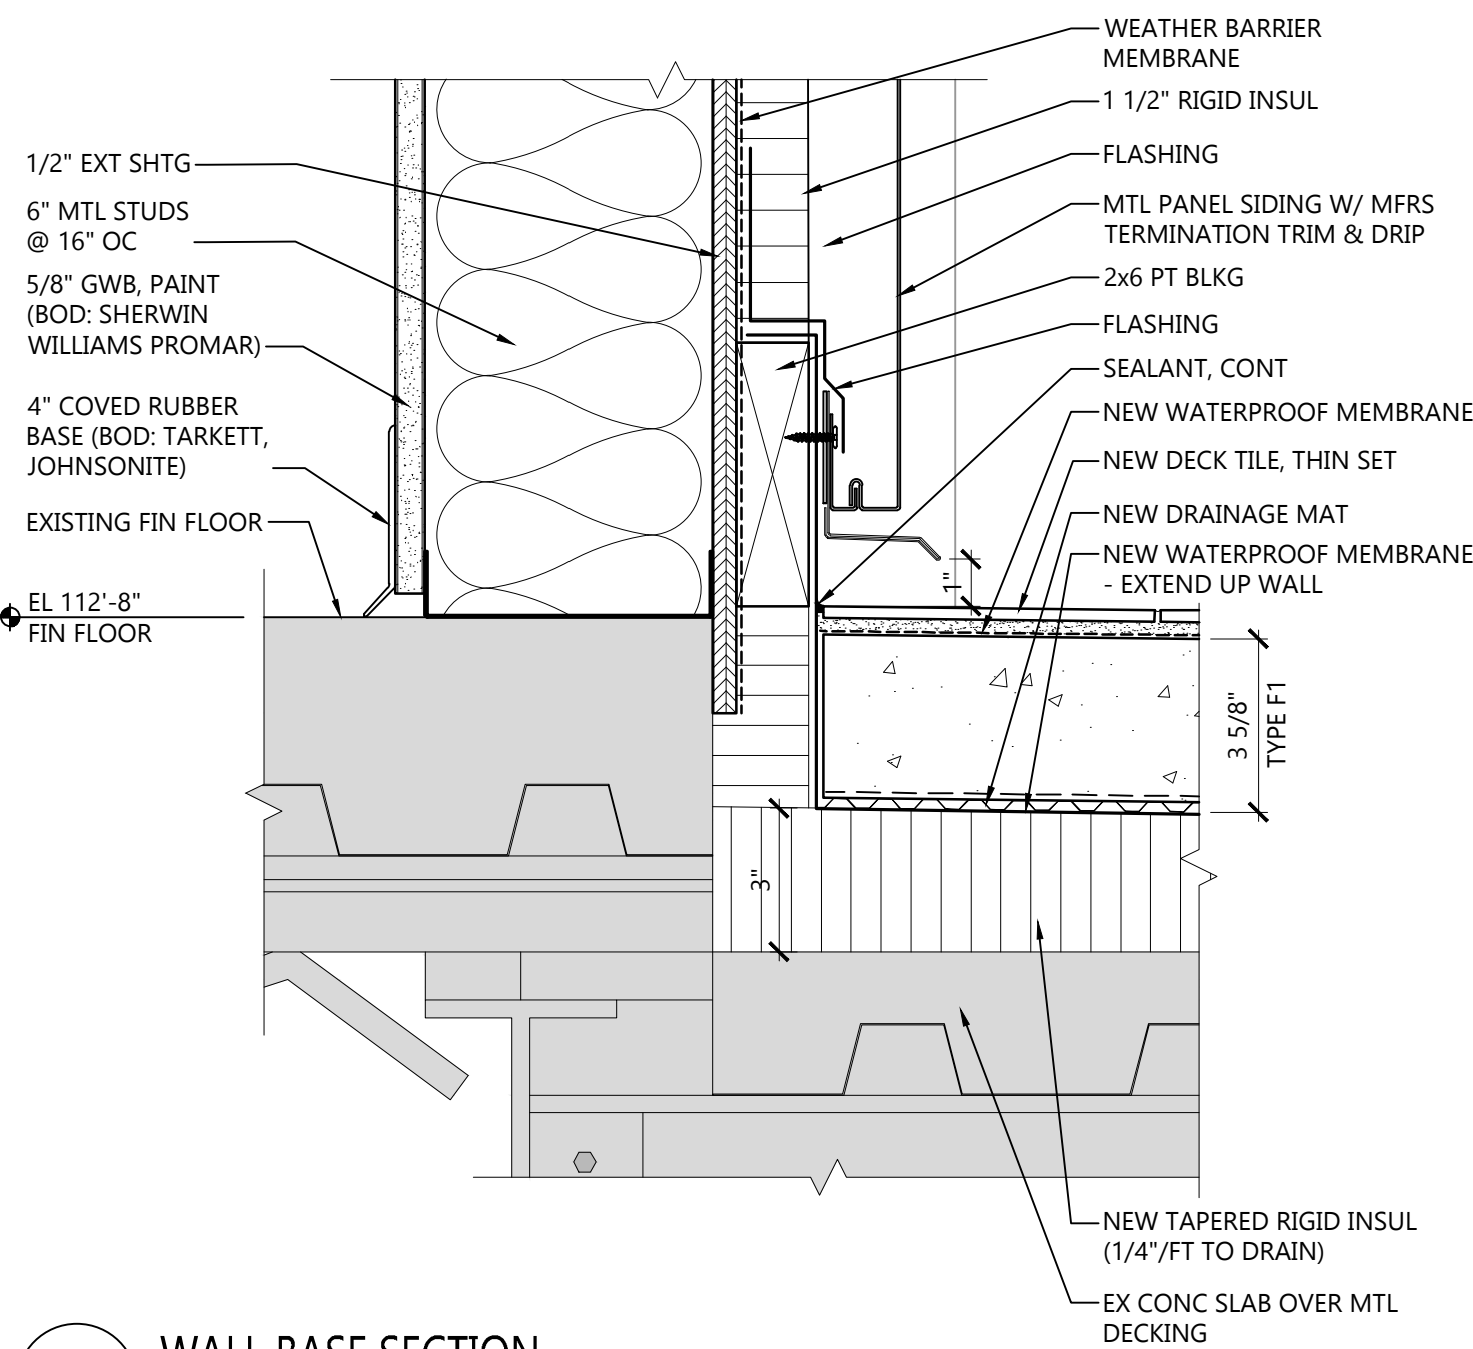 WEATHER BARRIER
MEMBRANE
1 1/2" RIGID INSUL
FLASHING
MTL PANEL SIDING W/ MFRS
TERMINATION TRIM & DRIP
2x6 PT BLKG
FLASHING
SEALANT, CONT
NEW WATERPROOF MEMBRANE
NEW DECK TILE, THIN SET
NEW DRAINAGE MAT
NEW WATERPROOF MEMBRANE
- EXTEND UP WALL
1/2" EXT SHTG
6" MTL STUDS
@ 16" OC
5/8" GWB, PAINT
(BOD: SHERWIN
WILLIAMS PROMAR)
4" COVED RUBBER
BASE (BOD: TARKETT,
JOHNSONITE)
EXISTING FIN FLOOR
EL 112'-8"
FIN FLOOR
1"
3 5/8"
TYPE F1
3"
NEW TAPERED RIGID INSUL
(1/4"/FT TO DRAIN)
EX CONC SLAB OVER MTL
DECKING
WALL BASE SECTION